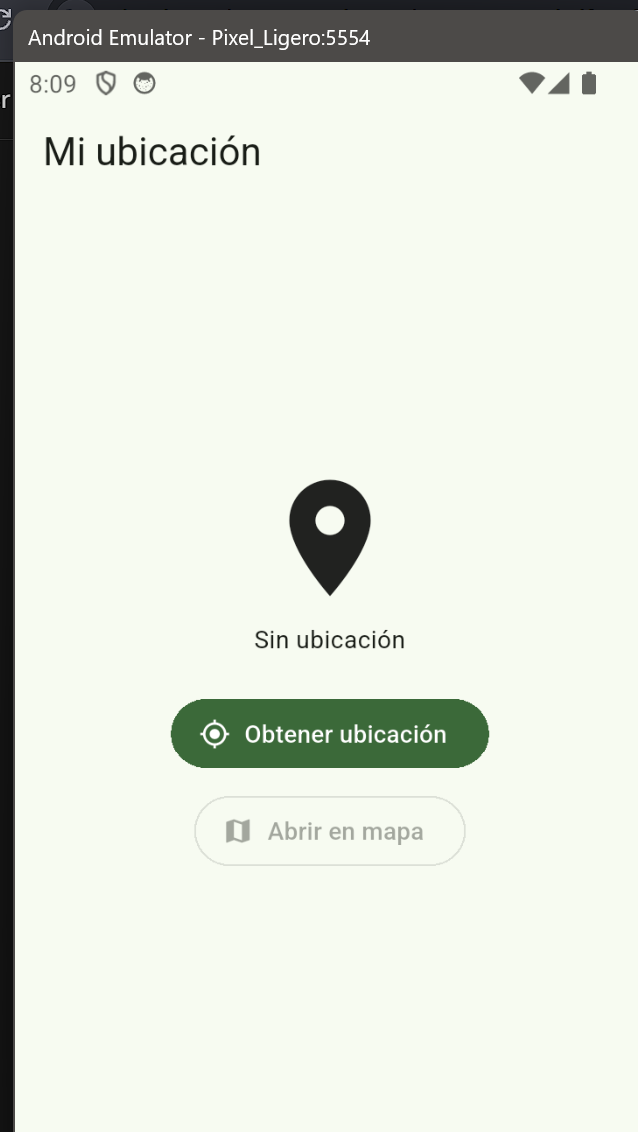 Android Emulator - Pixel_Ligero:5554
8:09
Mi ubicación
Sin ubicación
Obtener ubicación
Abrir en mapa